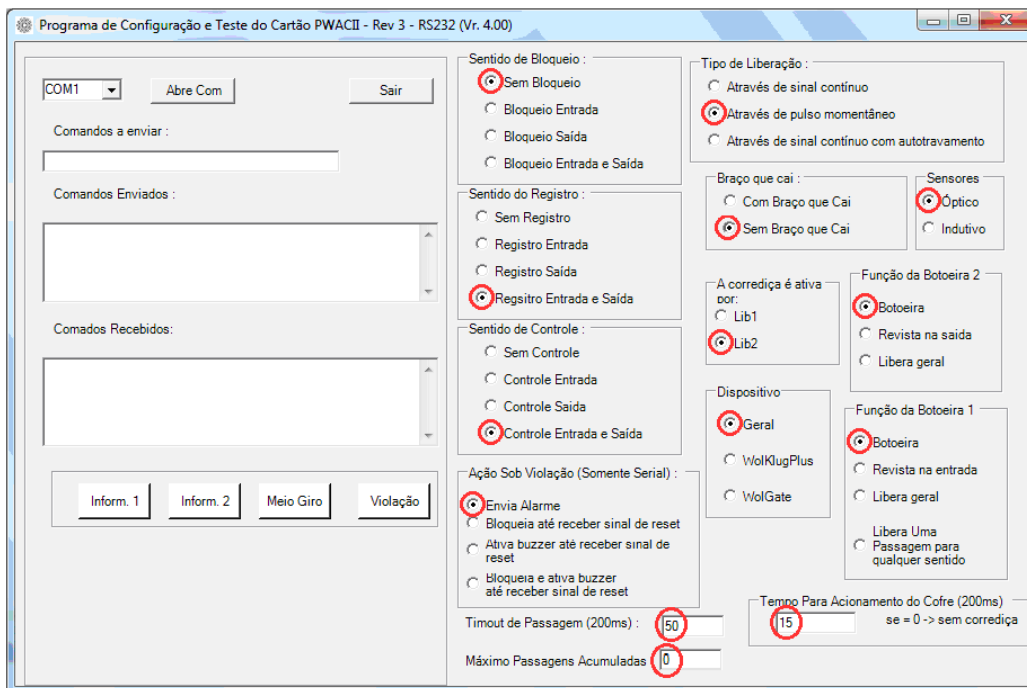 Programa de Configuração e Teste do Cartão PWACII - Rev 3 - RS232 (Vr. 4.00)
COM1
Abre Com
Sair
Comandos a enviar :
Comandos Enviados :
Comados Recebidos:
Inform. 1
Inform. 2
Meio Giro
Violação
Sentido de Bloqueio :
Sem Bloqueio
Bloqueio Entrada
Bloqueio Saída
Bloqueio Entrada e Saída
Sentido do Registro :
Sem Registro
Registro Entrada
Registro Saída
Regsitro Entrada e Saída
Sentido de Controle :
Sem Controle
Controle Entrada
Controle Saida
Controle Entrada e Saída
Ação Sob Violação (Somente Serial) :
Envia Alarme
Bloqueia até receber sinal de reset
Ativa buzzer até receber sinal de
reset
Bloqueia e ativa buzzer
até receber sinal de reset
Timout de Passagem (200ms) :
50
Máximo Passagens Acumuladas
0
Tipo de Liberação :
Através de sinal contínuo
Através de pulso momentâneo
Através de sinal contínuo com autotravamento
Braço que cai :
Com Braço que Cai
Sem Braço que Cai
Sensores
Óptico
Indutivo
A corrediça é ativa
por:
Lib1
Lib2
Função da Botoeira 2
Botoeira
Revista na saida
Libera geral
Dispositivo
Geral
WolKlugPlus
WolGate
Função da Botoeira 1
Botoeira
Revista na entrada
Libera geral
Libera Uma
Passagem para
qualquer sentido
Tempo Para Acionamento do Cofre (200ms)
15
se = 0 -> sem corrediça